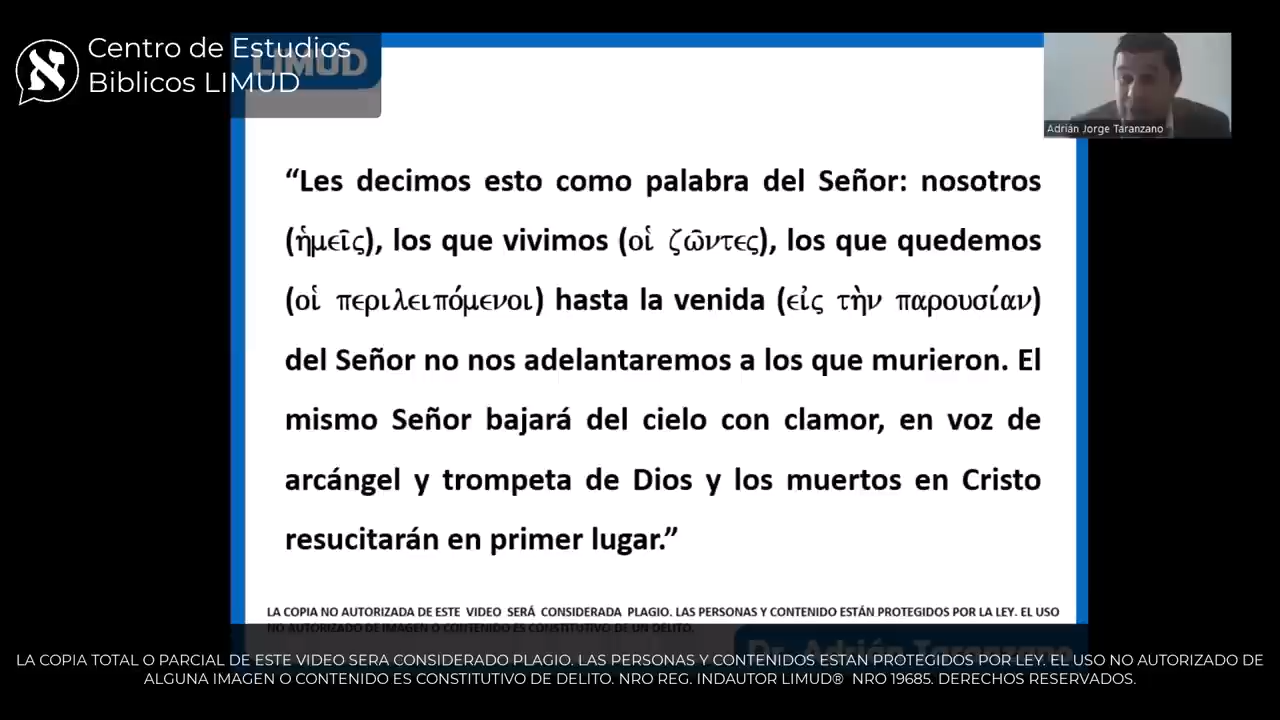 Centro de Estudios
Biblicos LIMUD
LIMUD
Adrián Jorge Taranzano
“Les decimos esto como palabra del Señor: nosotros
(ἡμεῖς), los que vivimos (οἱ ζῶντες), los que quedemos
(οἱ περιλειπόμενοι) hasta la venida (εἰς τὴν παρουσίαν)
del Señor no nos adelantaremos a los que murieron. El
mismo Señor bajará del cielo con clamor, en voz de
arcángel y trompeta de Dios y los muertos en Cristo
resucitarán en primer lugar.”
LA COPIA NO AUTORIZADA DE ESTE VIDEO SERÁ CONSIDERADA PLAGIO. LAS PERSONAS Y CONTENIDO ESTÁN PROTEGIDOS POR LA LEY. EL USO
NO AUTORIZADO DE IMAGEN O CONTENIDO ES CONSTITUTIVO DE UN DELITO.
Dr. Adrián Taranzano
LA COPIA TOTAL O PARCIAL DE ESTE VIDEO SERA CONSIDERADO PLAGIO. LAS PERSONAS Y CONTENIDOS ESTAN PROTEGIDOS POR LEY. EL USO NO AUTORIZADO DE
ALGUNA IMAGEN O CONTENIDO ES CONSTITUTIVO DE DELITO. NRO REG. INDAUTOR LIMUD® NRO 19685. DERECHOS RESERVADOS.